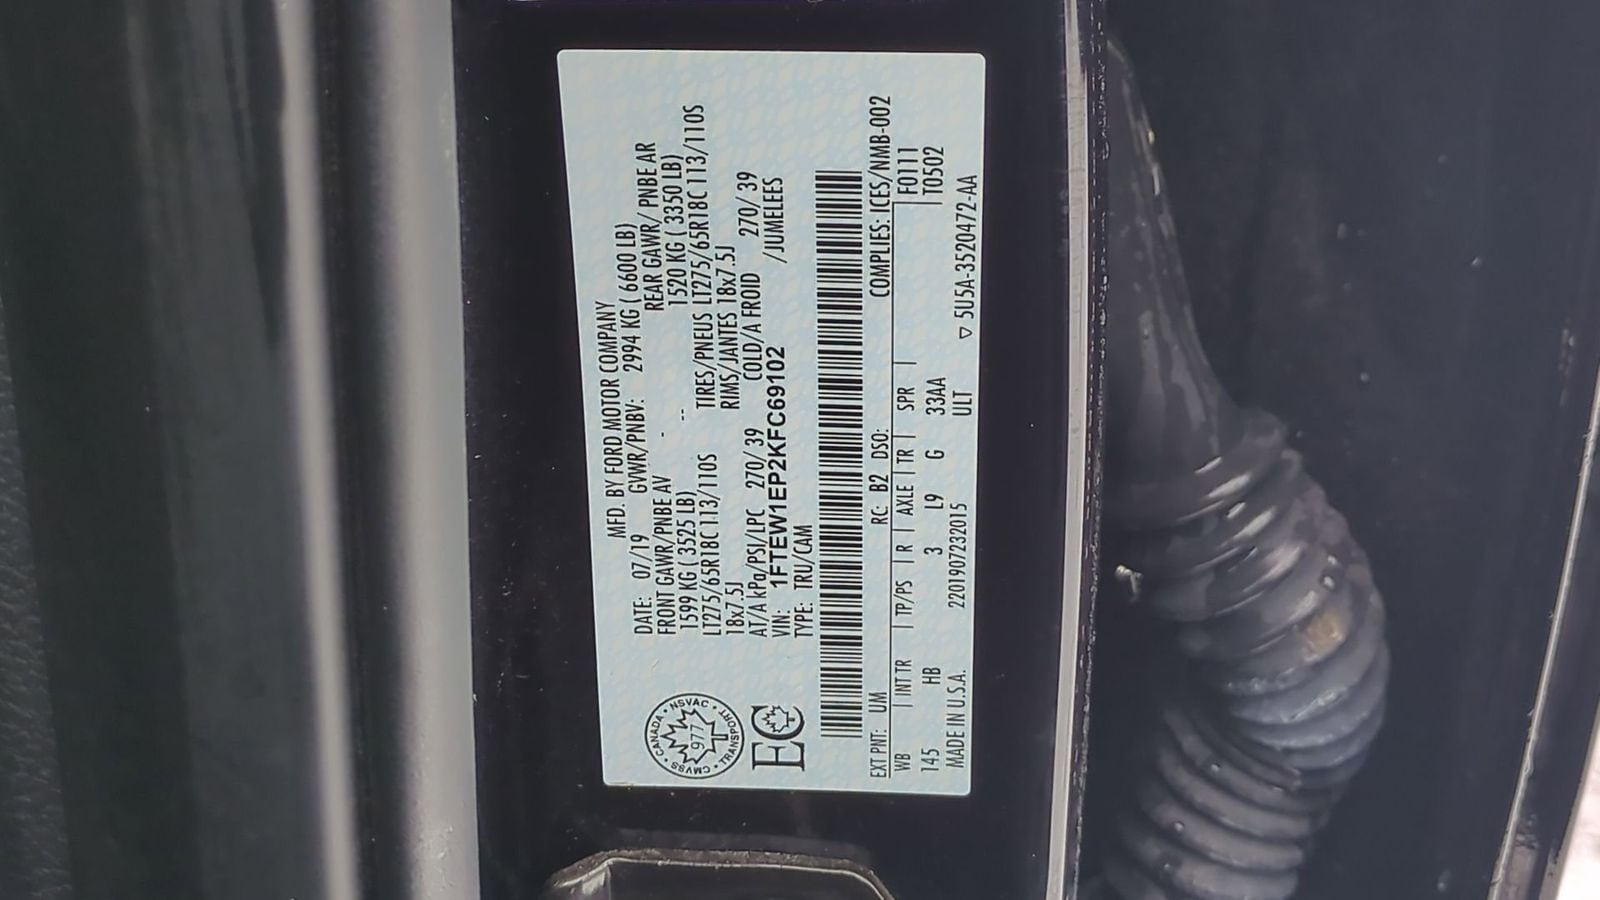 MFD. BY FORD MOTOR COMPANY
DATE: 07/19 GVWR/PNBV: 2994 KG ( 6600 LB)
FRONT GAWR/PNBE AV REAR GAWR/ PNBE AR
1599 KG ( 3525 LB) - -- 1520 KG ( 3350 LB)
LT275/65R18C 113/110S TIRES/PNEUS LT275/65R18C 113/110S
18x7.5J RIMS/JANTES 18x7.5J
AT/A kPa/PSI/LPC 270/ 39 COLD/A FROID 270/ 39
VIN: 1FTEW1EP2KFC69102 /JUMELEES
TYPE: TRU/CAM
CANADA • NSVAC • TRANSPORT • CMVSS •
977
EC
EXT PNT: UM RC: B2 DSO: COMPLIES: ICES/NMB-002
WB | INT TR | TP/PS | R | AXLE | TR | SPR | F0111
145 HB 3 L9 G 33AA T0502
MADE IN U.S.A. 2201907232015 ULT ▽ 5U5A-3520472-AA